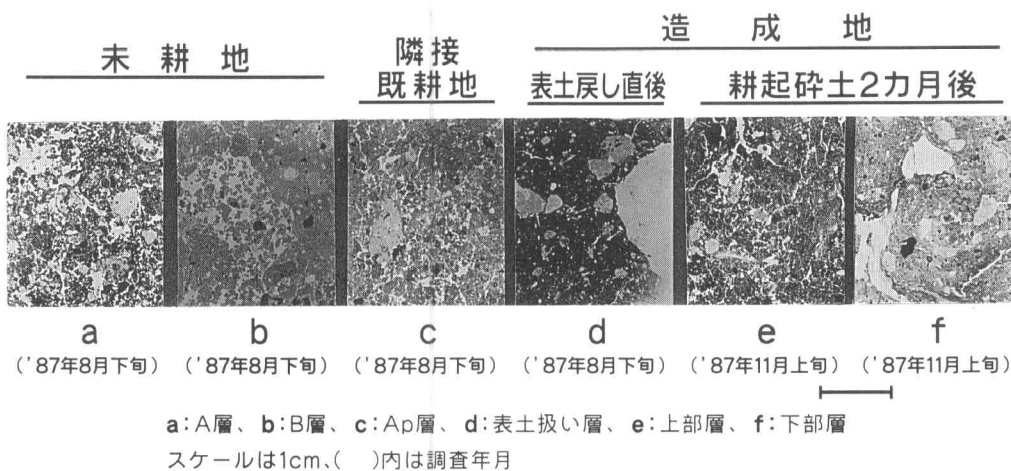 造成地
未耕地
隣接
既耕地
表土戻し直後
耕起砕土2カ月後
a b c d e f
('87年8月下旬) ('87年8月下旬) ('87年8月下旬) ('87年8月下旬) ('87年11月上旬) ('87年11月上旬)
a:A層、b:B層、c:Ap層、d:表土扱い層、e:上部層、f:下部層
スケールは1cm、( )内は調査年月